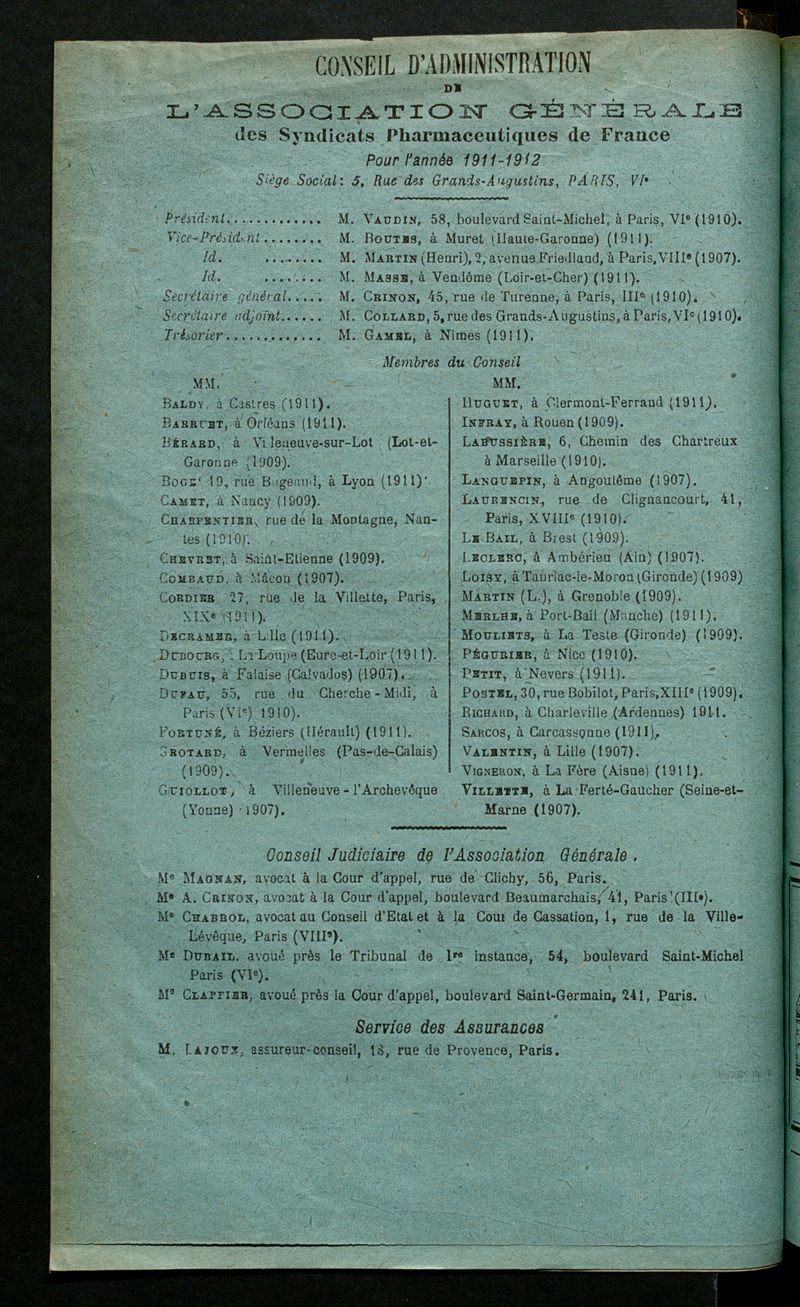 CONSEIL D'ADMINISTRATION
DE
L'ASSOCIATION GÉNÉRALE
des Syndicats Pharmaceutiques de France
Pour l'année 1911-1912
Siège Social: 5, Rue des Grands-Augustins, PARIS, VIe
Président............. M. VAUDIN, 58, boulevard Saint-Michel, à Paris, VIe (1910).
Vice-Président........ M. BOUTES, à Muret (Haute-Garonne) (1911).
Id. ........ M. MARTIN (Henri), 2, avenue Friedland, à Paris, VIIIe (1907).
Id. ........ M. MASSE, à Vendôme (Loir-et-Cher) (1911).
Secrétaire général..... M. CRINON, 45, rue de Turenne, à Paris, IIIe (1910).
Secrétaire adjoint...... M. COLLARD, 5, rue des Grands-Augustins, à Paris, VIe (1910).
Trésorier............. M. GAMEL, à Nimes (1911).
Membres du Conseil
MM.
BALDY, à Castres (1911).
BARRUET, à Orléans (1911).
BÉRARD, à Villeneuve-sur-Lot (Lot-et-
Garonne (1909).
19, rue Bugeaud, à Lyon (1911)
CAMET, à Nancy (1909).
CHARPENTIER, rue de la Montagne, Nan-
tes (1910).
CHEVRET, à Saint-Etienne (1909).
COMBAUD, à Mâcon (1907).
CORDIER, 27, rue de la Villette, Paris,
XIXe (1911).
DECRAMER, à Lille (1911).
DUBOURG, La Loupe (Eure-et-Loir (1911).
DUBUIS, à Falaise (Calvados) (1907).
DUFAU, 55, rue du Cherche-Midi, à
Paris (VIe) 1910).
FORTUNÉ, à Béziers (Hérault) (1911).
GROTARD, à Vermelles (Pas-de-Calais)
(1909).
GUIOLLOT, à Villeneuve-l'Archevêque
(Yonne) 1907).
MM.
HUGUET, à Clermont-Ferrand (1911).
INFRAY, à Rouen (1909).
LABUSSIÈRE, 6, Chemin des Chartreux
à Marseille (1910).
LANGUEPIN, à Angoulême (1907).
LAURENCIN, rue de Clignancourt, 41,
Paris, XVIIIe (1910).
LE BAIL, à Brest (1909).
LECLERC, à Ambérieu (Ain) (1907).
LOISY, à Tauriac-le-Moron (Gironde) (1909)
MARTIN (L.), à Grenoble (1909).
MERLHE, à Port-Bail (Manche) (1911).
MOULIETS, à La Teste (Gironde) (1909).
PÉGURIER, à Nice (1910).
PETIT, à Nevers (1911).
POSTEL, 30, rue Bobilot, Paris, XIIIe (1909).
RICHARD, à Charleville (Ardennes) 1911.
SARCOS, à Carcassonne (1911).
VALENTIN, à Lille (1907).
VIGNERON, à La Fère (Aisne) (1911).
VILLETTE, à La Ferté-Gaucher (Seine-et-
Marne (1907).
Conseil Judiciaire de l'Association Générale.
Me MAGNAN, avocat à la Cour d'appel, rue de Clichy, 56, Paris.
Me A. CRINON, avocat à la Cour d'appel, boulevard Beaumarchais, 41, Paris (IIIe).
Me CHABROL, avocat au Conseil d'Etat et à la Cour de Cassation, 1, rue de la Ville-
Lévêque, Paris (VIIIe).
Me DUBAIL, avoué près le Tribunal de 1re instance, 54, boulevard Saint-Michel
Paris (VIe).
Me CLAPPIER, avoué près la Cour d'appel, boulevard Saint-Germain, 241, Paris.
Service des Assurances
M. LAJOUX, assureur-conseil, 18, rue de Provence, Paris.